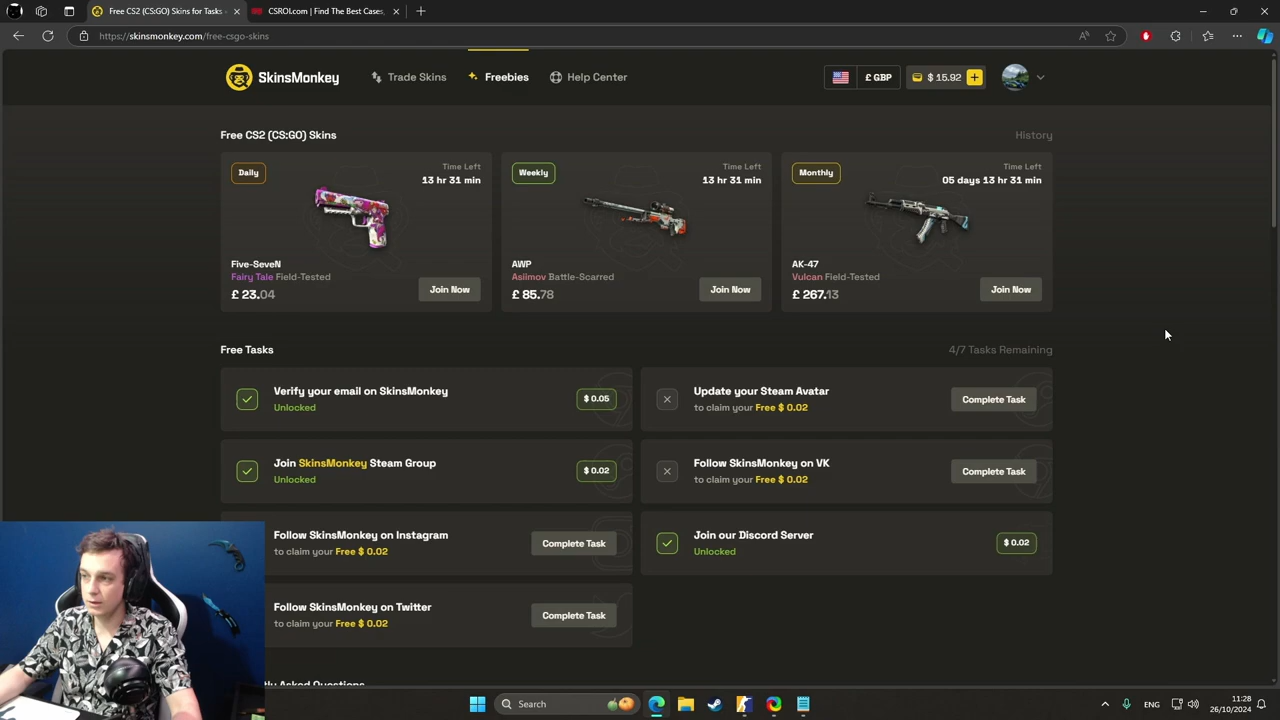 Free CS2 (CS:GO) Skins for Tasks -
CSROI.com | Find The Best Cases,
https://skinsmonkey.com/free-csgo-skins
SkinsMonkey
Trade Skins
Freebies
Help Center
£ GBP
$ 15.92
Free CS2 (CS:GO) Skins
History
Daily
Time Left
13 hr 31 min
Five-SeveN
Fairy Tale Field-Tested
£ 23.04
Join Now
Weekly
Time Left
13 hr 31 min
AWP
Asiimov Battle-Scarred
£ 85.78
Join Now
Monthly
Time Left
05 days 13 hr 31 min
AK-47
Vulcan Field-Tested
£ 267.13
Join Now
Free Tasks
4/7 Tasks Remaining
Verify your email on SkinsMonkey
Unlocked
$ 0.05
Update your Steam Avatar
to claim your Free $ 0.02
Complete Task
Join SkinsMonkey Steam Group
Unlocked
$ 0.02
Follow SkinsMonkey on VK
to claim your Free $ 0.02
Complete Task
Follow SkinsMonkey on Instagram
to claim your Free $ 0.02
Complete Task
Join our Discord Server
Unlocked
$ 0.02
Follow SkinsMonkey on Twitter
to claim your Free $ 0.02
Complete Task
Asked Questions
Search
ENG
11:28
26/10/2024